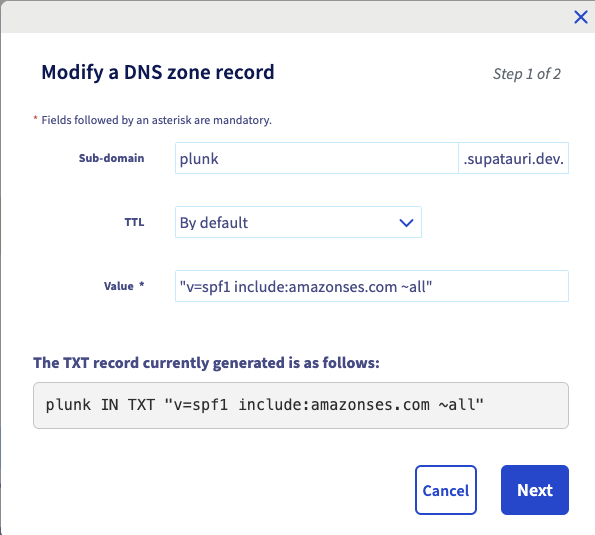 Modify a DNS zone record
Step 1 of 2
* Fields followed by an asterisk are mandatory.
Sub-domain
plunk
.supatauri.dev.
TTL
By default
Value *
"v=spf1 include:amazonses.com ~all"
The TXT record currently generated is as follows:
plunk IN TXT "v=spf1 include:amazonses.com ~all"
Cancel
Next